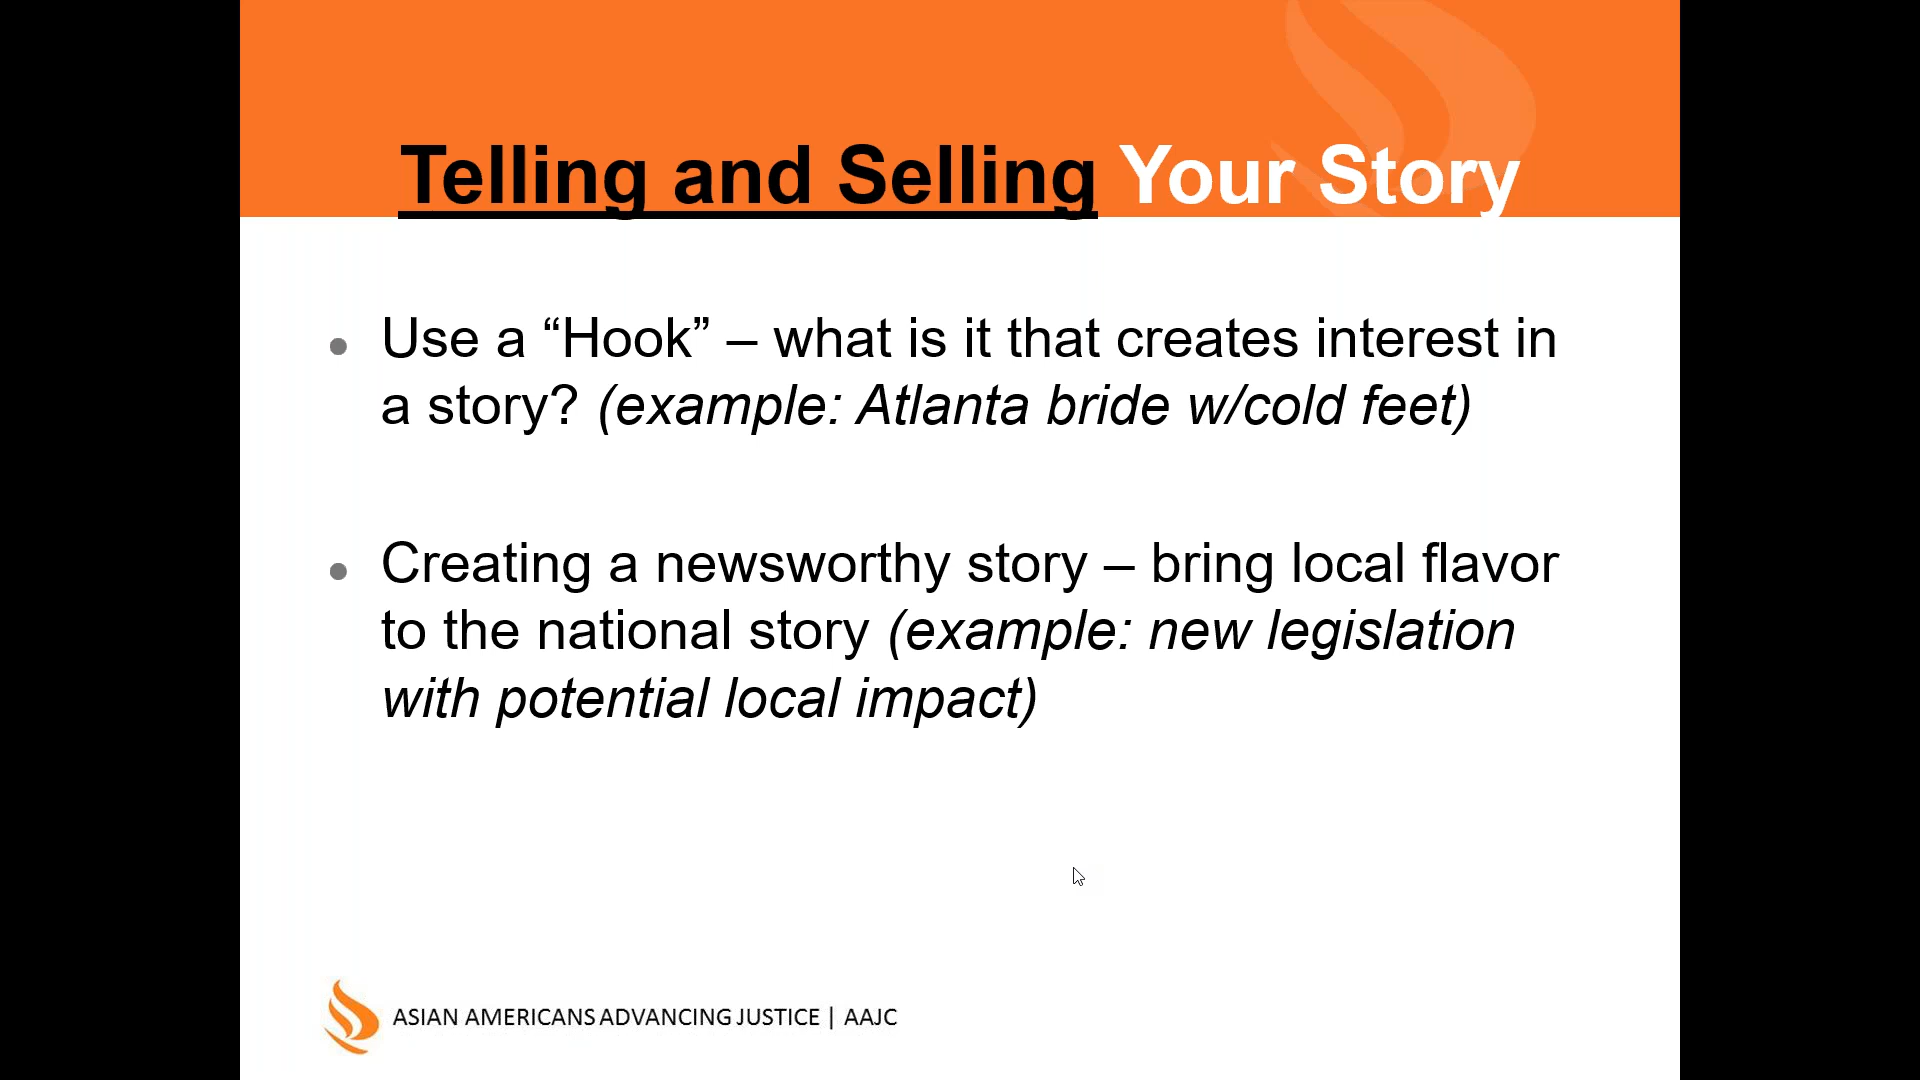 Telling and Selling Your Story
• Use a “Hook” – what is it that creates interest in
a story? (example: Atlanta bride w/cold feet)
• Creating a newsworthy story – bring local flavor
to the national story (example: new legislation
with potential local impact)
ASIAN AMERICANS ADVANCING JUSTICE | AAJC